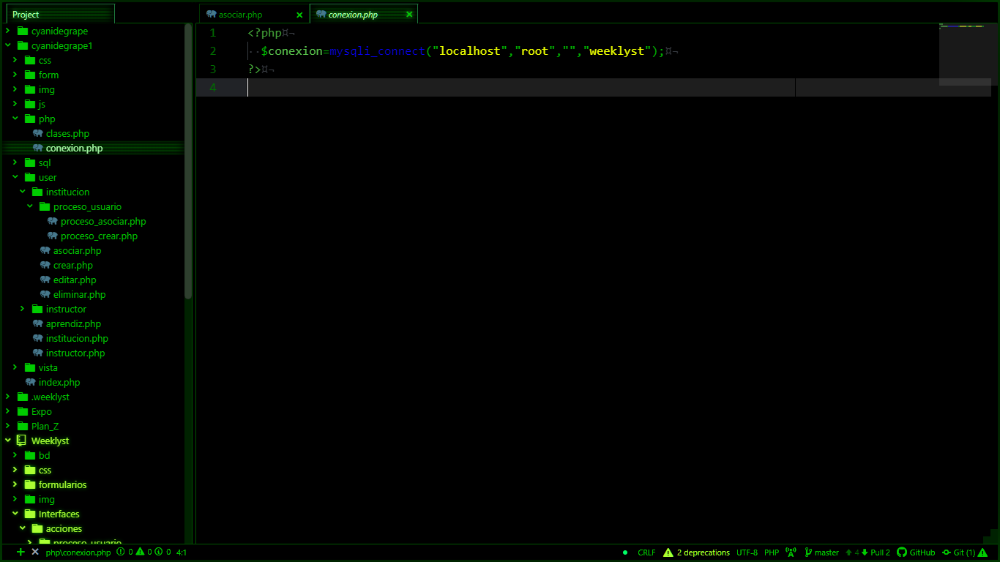 Project
cyanidegrape
cyanidegrape1
css
form
img
js
php
clases.php
conexion.php
sql
user
institucion
proceso_usuario
proceso_asociar.php
proceso_crear.php
asociar.php
crear.php
editar.php
eliminar.php
instructor
aprendiz.php
institucion.php
instructor.php
vista
index.php
.weeklyst
Expo
Plan_Z
Weeklyst
bd
css
formularios
img
Interfaces
acciones
proceso_usuario
asociar.php
conexion.php
1 <?php¤¬
2 $conexion=mysqli_connect("localhost","root","","weeklyst");¤¬
3 ?>¤¬
4
php\conexion.php 0 0 0 4:1 CRLF 2 deprecations UTF-8 PHP master 4 Pull 2 GitHub Git (1)